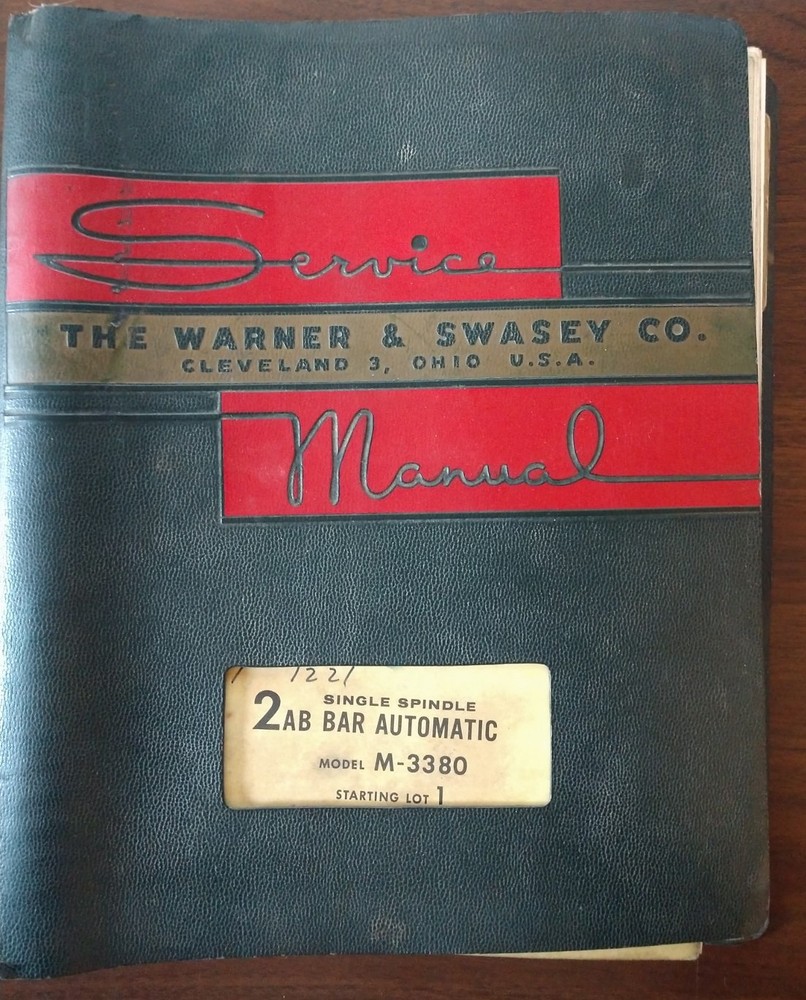 Service
THE WARNER & SWASEY CO.
CLEVELAND 3, OHIO U.S.A.
Manual
1221
SINGLE SPINDLE
2AB BAR AUTOMATIC
MODEL M-3380
STARTING LOT 1